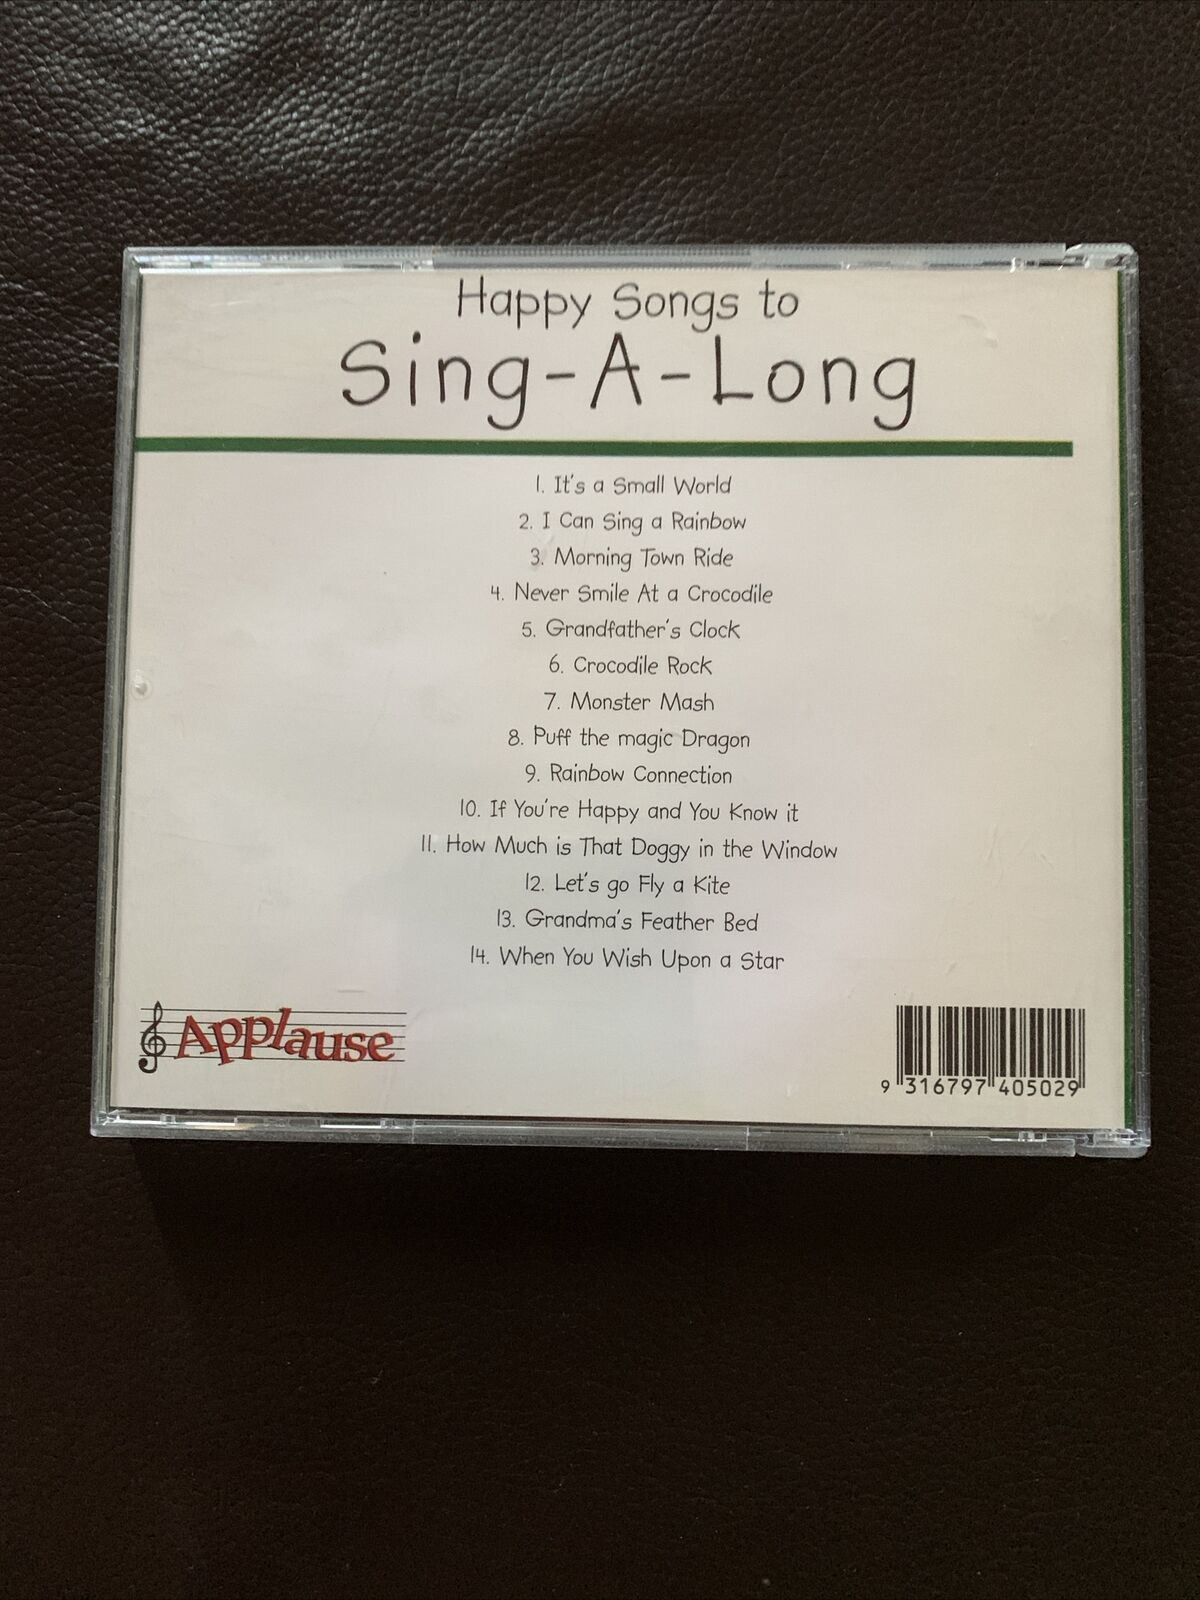 Happy Songs to
Sing-A-Long
1. It's a Small World
2. I Can Sing a Rainbow
3. Morning Town Ride
4. Never Smile At a Crocodile
5. Grandfather's Clock
6. Crocodile Rock
7. Monster Mash
8. Puff the magic Dragon
9. Rainbow Connection
10. If You're Happy and You Know it
11. How Much is That Doggy in the Window
12. Let's go Fly a Kite
13. Grandma's Feather Bed
14. When You Wish Upon a Star
Applause
9 316797 405029